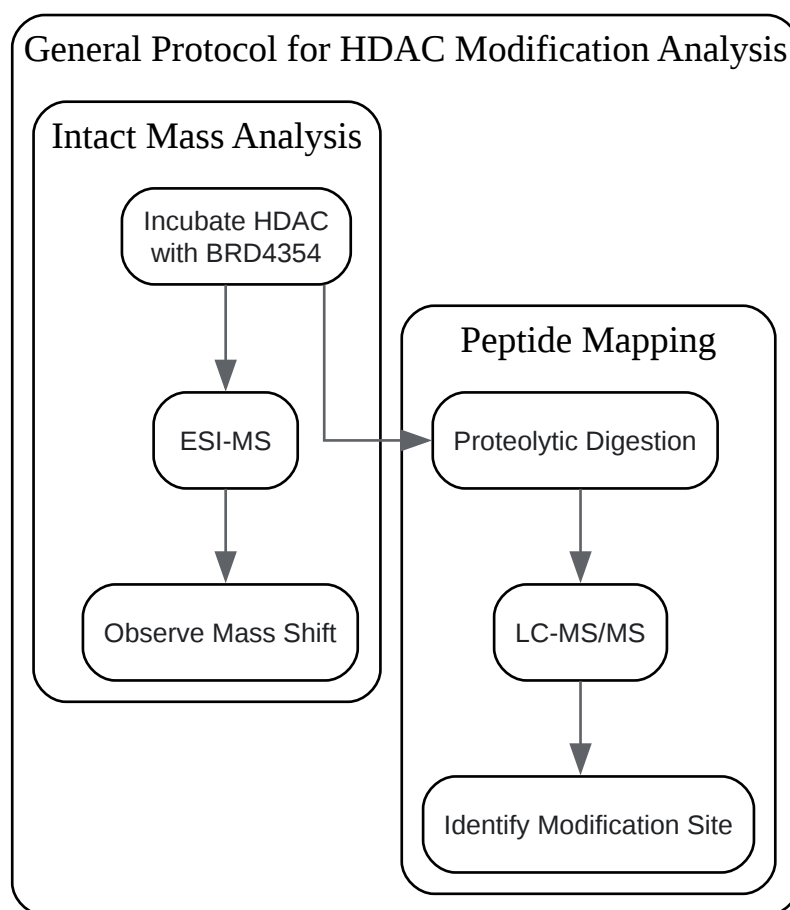 General Protocol for HDAC Modification Analysis
Intact Mass Analysis
Incubate HDAC
with BRD4354
ESI-MS
Observe Mass Shift
Peptide Mapping
Proteolytic Digestion
LC-MS/MS
Identify Modification Site